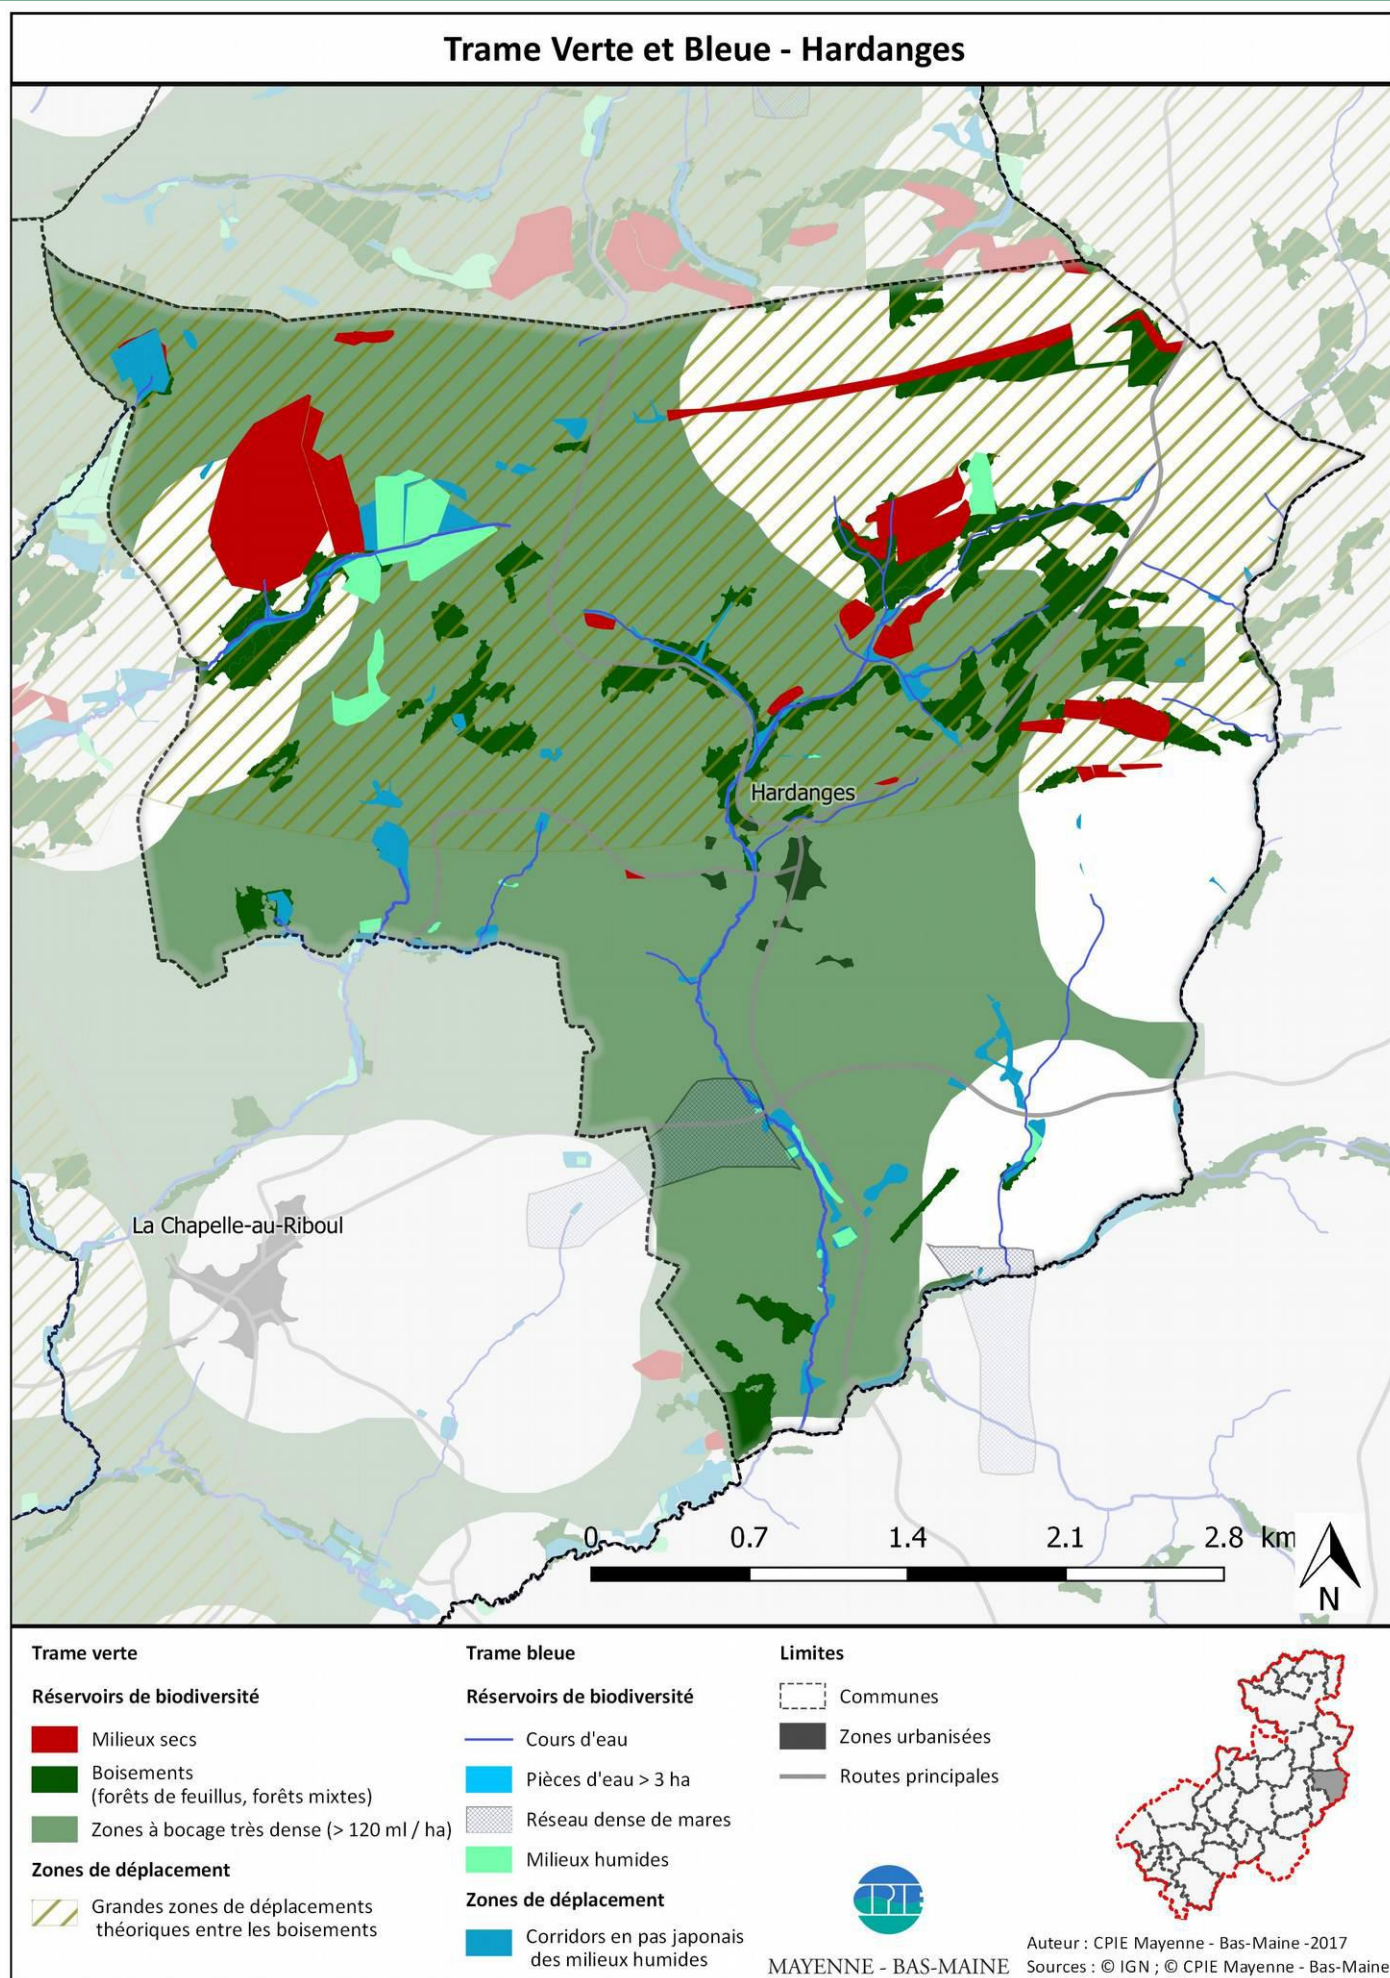 Trame Verte et Bleue - Hardanges
Hardanges
La Chapelle-au-Riboul
0 0.7 1.4 2.1 2.8 km
N
Trame verte
Réservoirs de biodiversité
Milieux secs
Boisements
(forêts de feuillus, forêts mixtes)
Zones à bocage très dense (> 120 ml / ha)
Zones de déplacement
Grandes zones de déplacements
théoriques entre les boisements
Trame bleue
Réservoirs de biodiversité
Cours d'eau
Pièces d'eau > 3 ha
Réseau dense de mares
Milieux humides
Zones de déplacement
Corridors en pas japonais
des milieux humides
Limites
Communes
Zones urbanisées
Routes principales
CPIE
MAYENNE - BAS-MAINE
Auteur : CPIE Mayenne - Bas-Maine -2017
Sources : © IGN ; © CPIE Mayenne - Bas-Maine